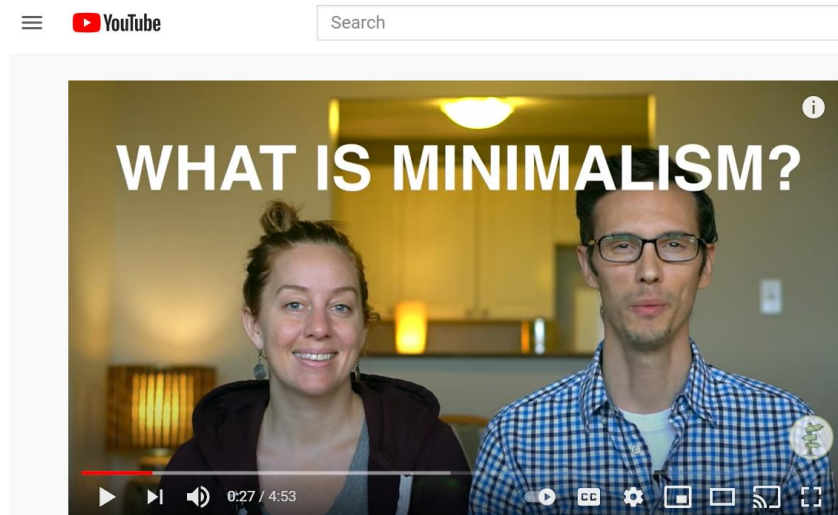 YouTube
Search
i
WHAT IS MINIMALISM?
0:27 / 4:53
CC